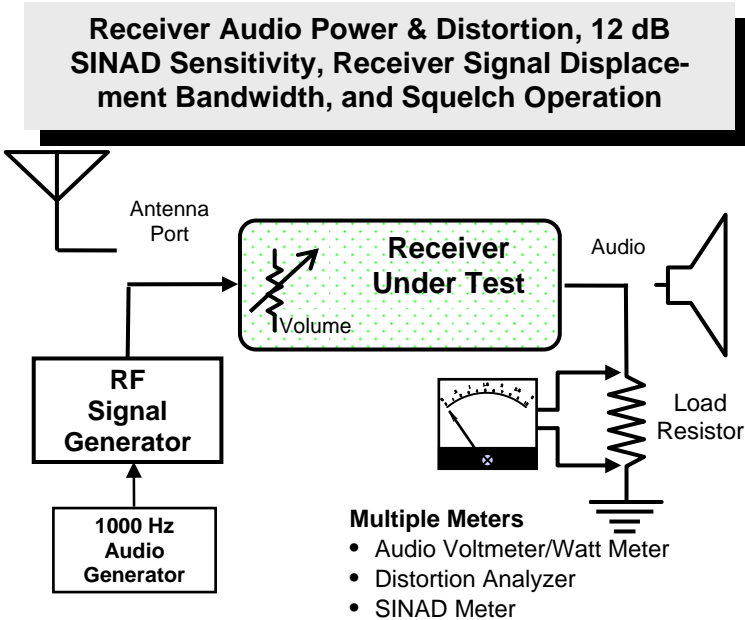 Receiver Audio Power & Distortion, 12 dB
SINAD Sensitivity, Receiver Signal Displace-
ment Bandwidth, and Squelch Operation
Antenna
Port
Receiver
Under Test
Volume
Audio
RF
Signal
Generator
Load
Resistor
1000 Hz
Audio
Generator
Multiple Meters
• Audio Voltmeter/Watt Meter
• Distortion Analyzer
• SINAD Meter